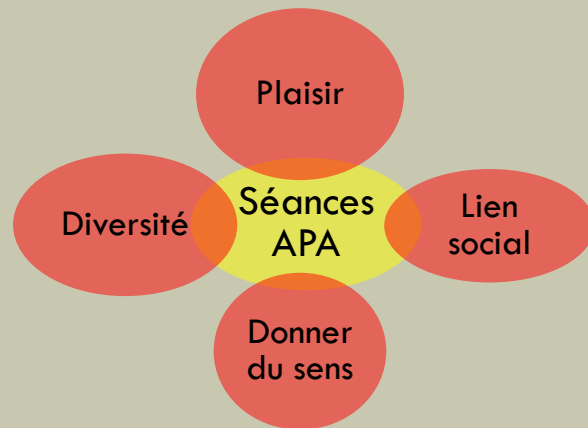 Plaisir
Diversité
Séances
APA
Lien
social
Donner
du sens